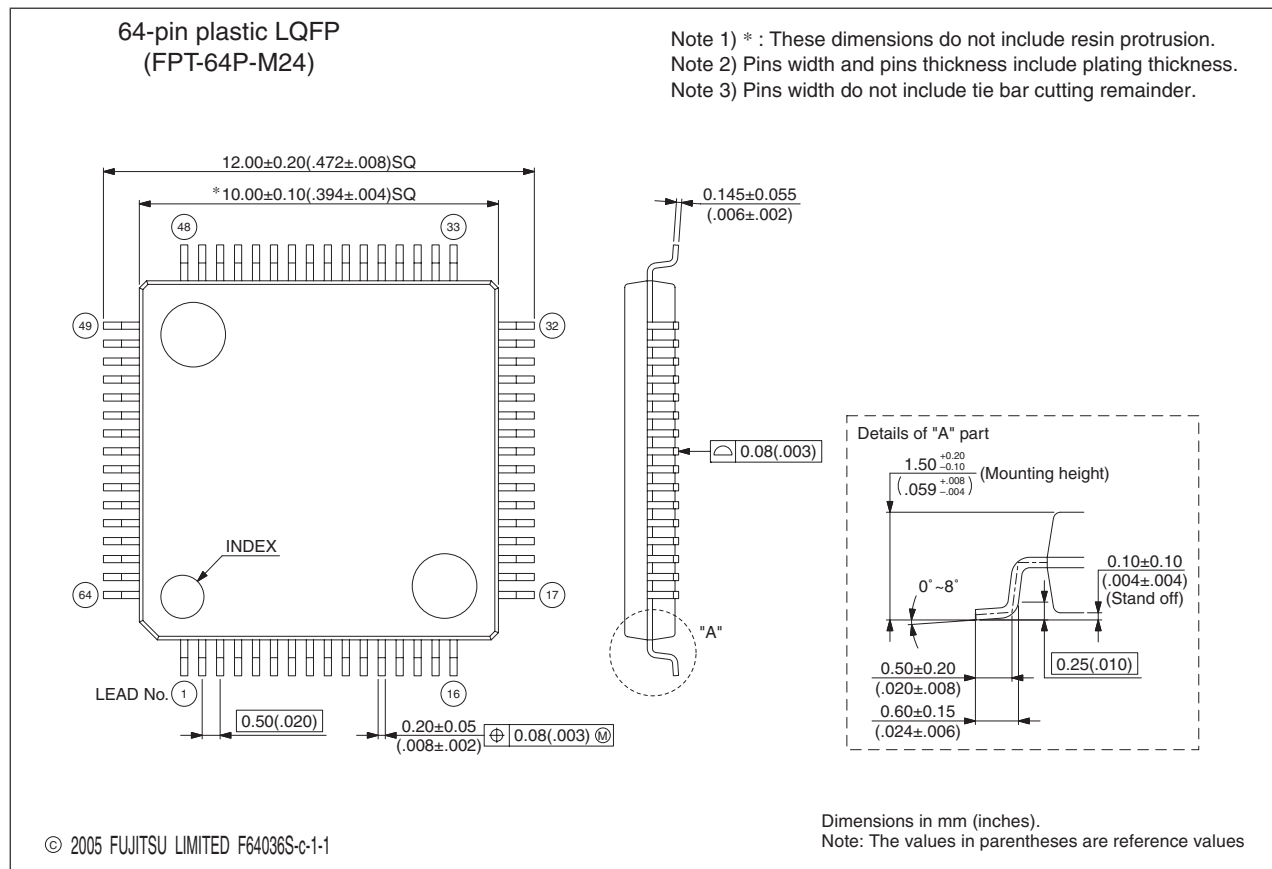 64-pin plastic LQFP
(FPT-64P-M24)
Note 1) * : These dimensions do not include resin protrusion.
Note 2) Pins width and pins thickness include plating thickness.
Note 3) Pins width do not include tie bar cutting remainder.
12.00±0.20(.472±.008)SQ
*10.00±0.10(.394±.004)SQ
0.145±0.055
(.006±.002)
48
33
49
32
0.08(.003)
INDEX
64
17
"A"
LEAD No.
1
16
0.50(.020)
0.20±0.05
(.008±.002)
⌖ 0.08(.003) Ⓜ
Details of "A" part
1.50 +0.20 −0.10
(Mounting height)
(.059 +.008 −.004)
0°~8°
0.10±0.10
(.004±.004)
(Stand off)
0.25(.010)
0.50±0.20
(.020±.008)
0.60±0.15
(.024±.006)
© 2005 FUJITSU LIMITED F64036S-c-1-1
Dimensions in mm (inches).
Note: The values in parentheses are reference values